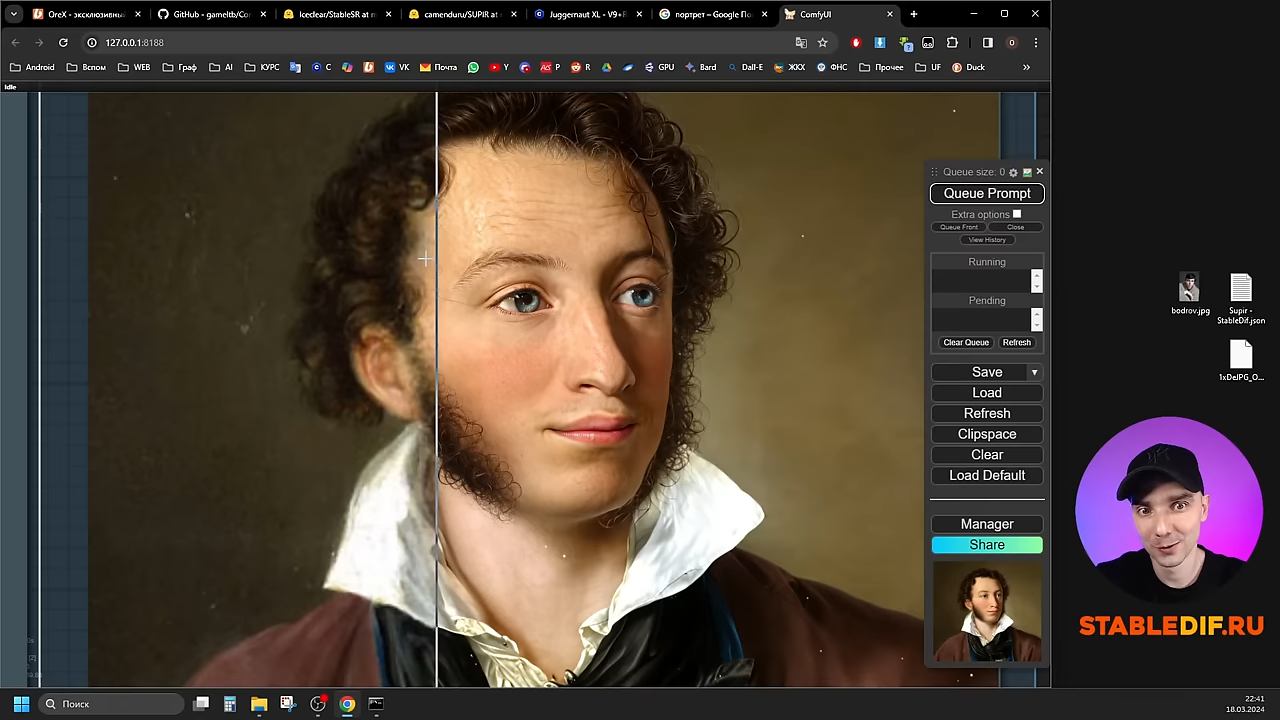 OreX - эксклюзивны
GitHub - gameltb/Co
Iceclear/StableSR at m
camenduru/SUPIR at
Juggernaut XL - V9+R
портрет – Google По
ComfyUI
127.0.0.1:8188
Android
Вспом
WEB
Граф
AI
КУРС
C
VK
Почта
Y
P
R
GPU
Bard
Dall-E
ЖКХ
ФНС
Прочее
UF
Duck
Idle
Queue size: 0
Queue Prompt
Extra options
Queue Front
Close
View History
Running
Pending
Clear Queue
Refresh
Save
Load
Refresh
Clipspace
Clear
Load Default
Manager
Share
bodrov.jpg
Supir -
StableDif.json
1xDeJPG_O...
STABLEDIF.RU
Поиск
22:41
18.03.2024